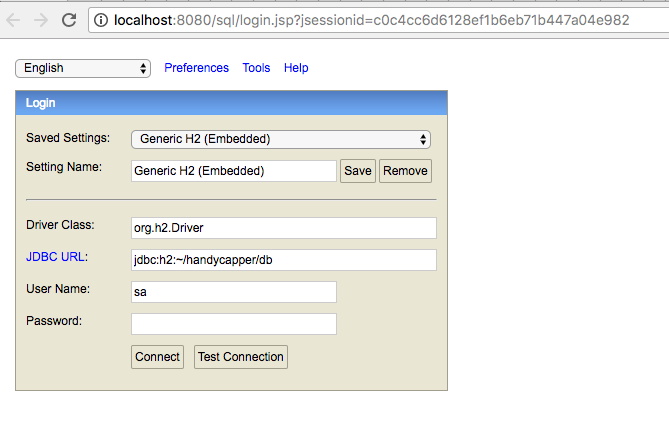 localhost:8080/sql/login.jsp?jsessionid=c0c4cc6d6128ef1b6eb71b447a04e982
English Preferences Tools Help
Login
Saved Settings: Generic H2 (Embedded)
Setting Name: Generic H2 (Embedded) Save Remove
Driver Class: org.h2.Driver
JDBC URL: jdbc:h2:~/handycapper/db
User Name: sa
Password:
Connect Test Connection